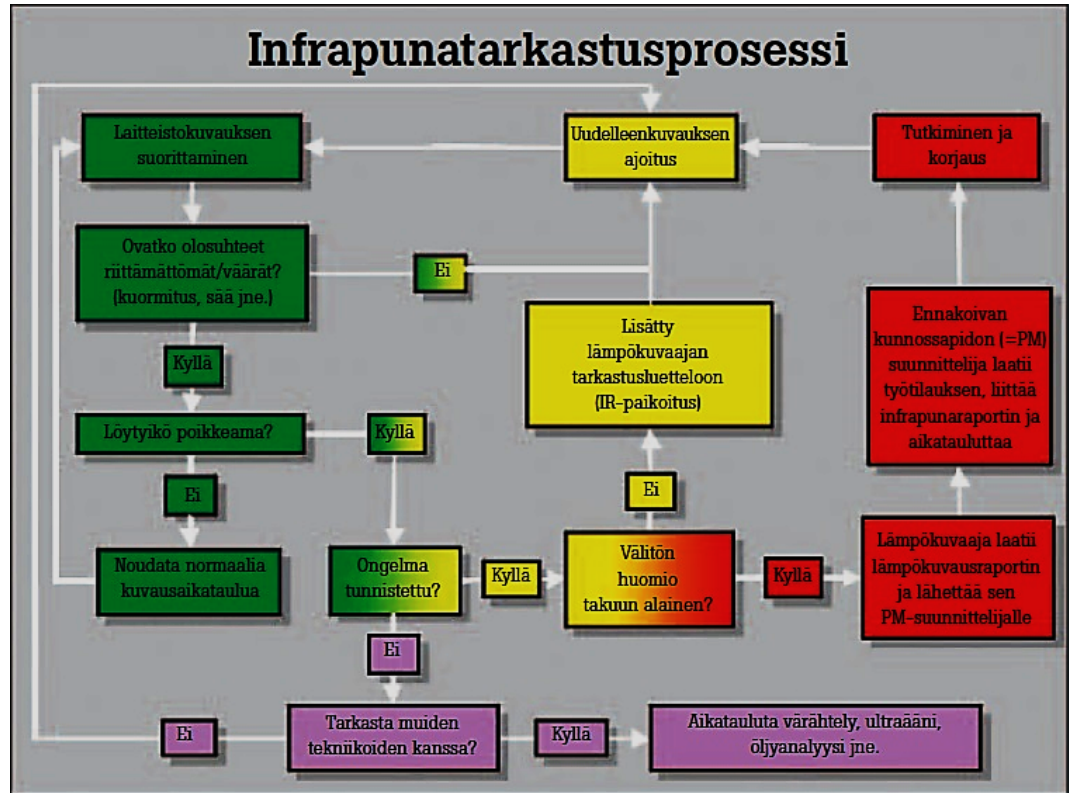 Infrapunatarkastusprosessi
Laitteistokuvauksen
suorittaminen
Uudelleenkuvauksen
ajoitus
Tutkiminen ja
korjaus
Ovatko olosuhteet
riittämättömät/väärät?
(kuormitus, sää jne.)
Ei
Kyllä
Lisätty
lämpökuvaajan
tarkastusluetteloon
(IR-paikoitus)
Ennakoivan
kunnossapidon (=PM)
suunnittelija laatii
työtilauksen, liittää
infrapunaraportin ja
aikatauluttaa
Löytyikö poikkeama?
Kyllä
Ei
Ei
Noudata normaalia
kuvausaikataulua
Ongelma
tunnistettu?
Kyllä
Välitön
huomio
takuun alainen?
Kyllä
Lämpökuvaaja laatii
lämpökuvausraportin
ja lähettää sen
PM-suunnittelijalle
Ei
Ei
Tarkasta muiden
tekniikoiden kanssa?
Kyllä
Aikatauluta värähtely, ultraääni,
öljyanalyysi jne.